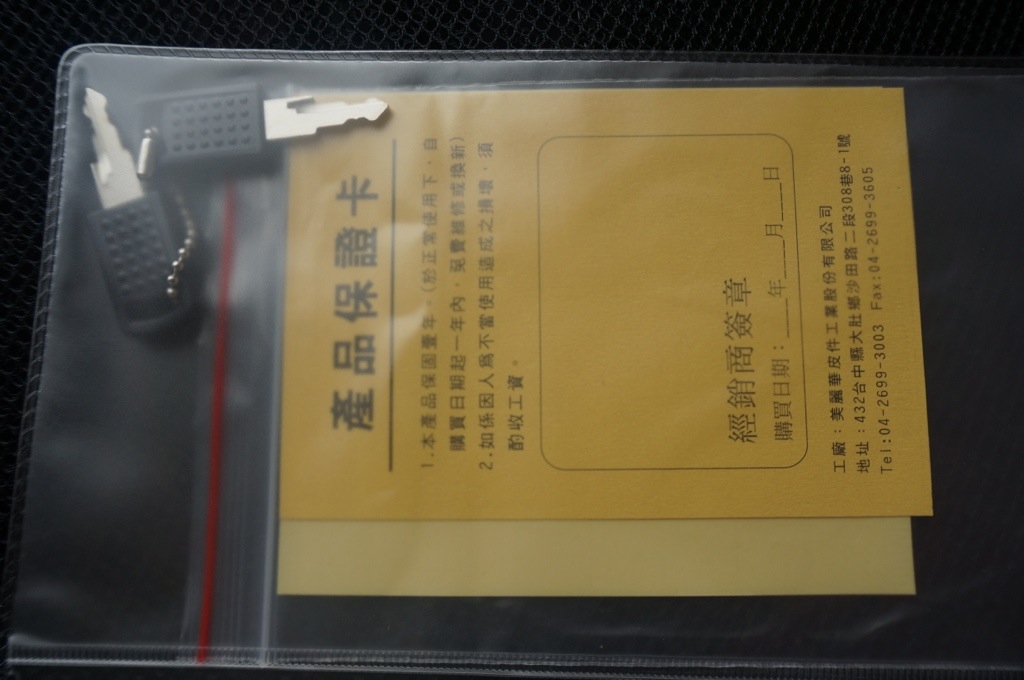 產品保證卡
1.本產品保固壹年。(於正常使用下,自
購買日期起一年內,免費維修或換新)
2.如係因人為不當使用造成之損壞,須
酌收工資。
經銷商簽章
購買日期:____年____月____日
工廠:美麗華皮件工業股份有限公司
地址:432台中縣大肚鄉沙田路二段308巷8-1號
Tel:04-2699-3003 Fax:04-2699-3605